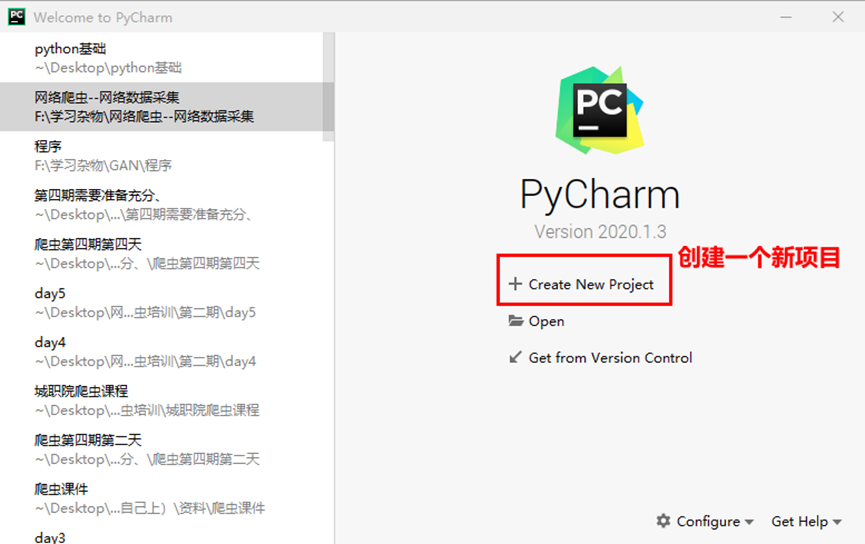 PC
Welcome to PyCharm
python基础
~\Desktop\python基础
网络爬虫--网络数据采集
F:\学习杂物\网络爬虫--网络数据采集
程序
F:\学习杂物\GAN\程序
第四期需要准备充分、
~\Desktop\...\第四期需要准备充分、
爬虫第四期第四天
~\Desktop\...分、\爬虫第四期第四天
day5
~\Desktop\网...虫培训\第二期\day5
day4
~\Desktop\网...虫培训\第二期\day4
城职院爬虫课程
~\Desktop\...虫培训\城职院爬虫课程
爬虫第四期第二天
~\Desktop\...分、\爬虫第四期第二天
爬虫课件
~\Desktop\...自己上）\资料\爬虫课件
day3
PC
PyCharm
Version 2020.1.3
创建一个新项目
Create New Project
Open
Get from Version Control
Configure
Get Help